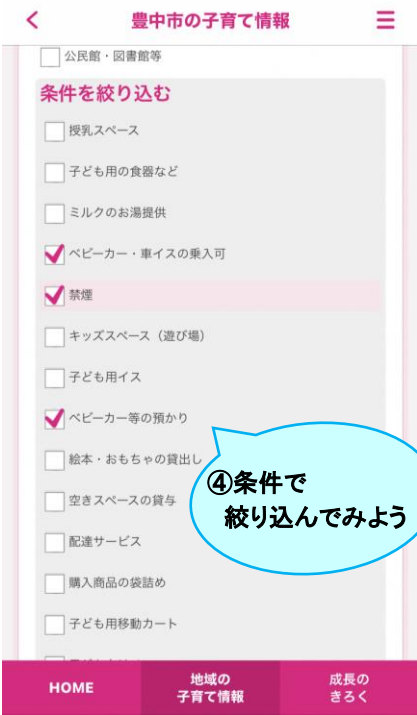 豊中市の子育て情報
公民館・図書館等
条件を絞り込む
授乳スペース
子ども用の食器など
ミルクのお湯提供
ベビーカー・車イスの乗入可
禁煙
キッズスペース（遊び場）
子ども用イス
ベビーカー等の預かり
絵本・おもちゃの貸出し
空きスペースの貸与
配達サービス
購入商品の袋詰め
子ども用移動カート
④条件で
絞り込んでみよう
HOME
地域の
子育て情報
成長の
きろく